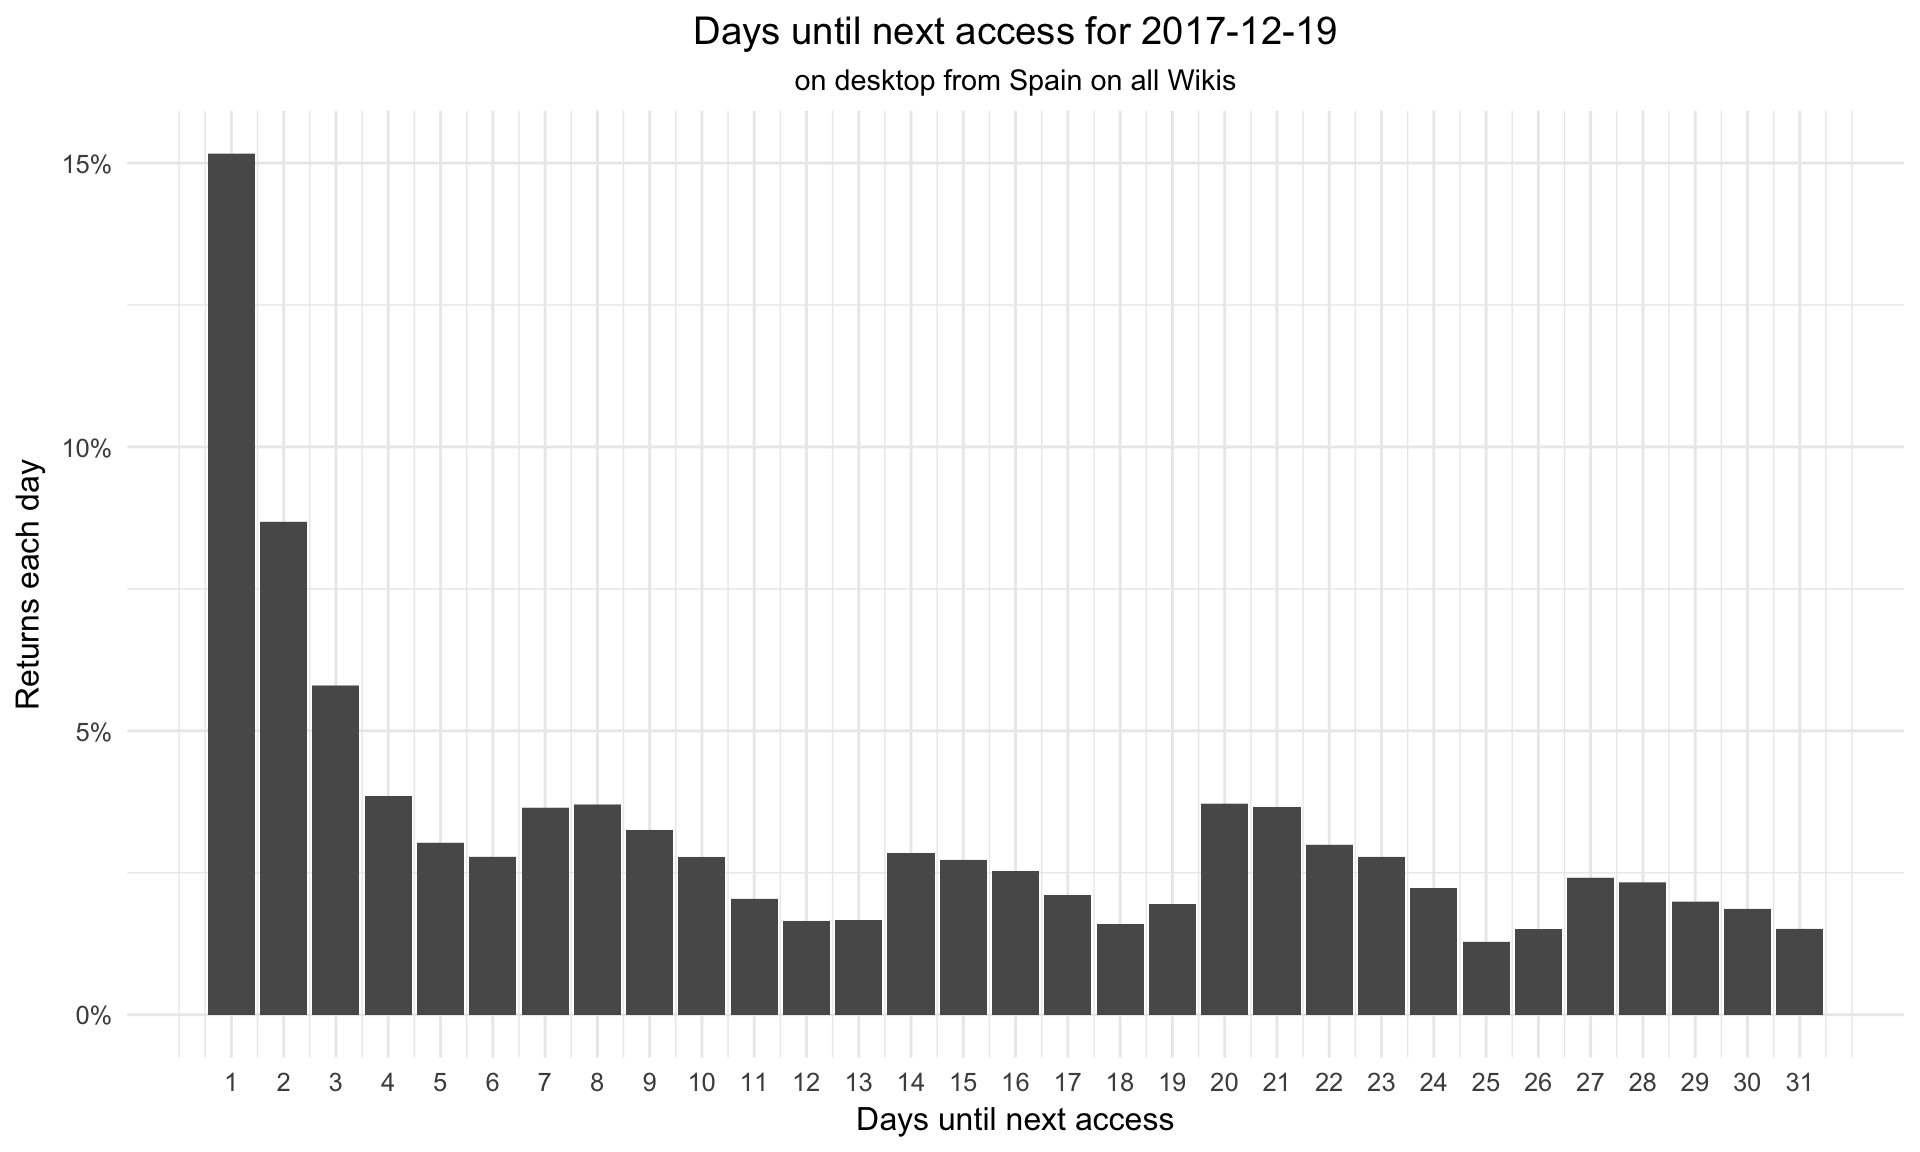 Days until next access for 2017-12-19
on desktop from Spain on all Wikis
Returns each day
15%
10%
5%
0%
1 2 3 4 5 6 7 8 9 10 11 12 13 14 15 16 17 18 19 20 21 22 23 24 25 26 27 28 29 30 31
Days until next access